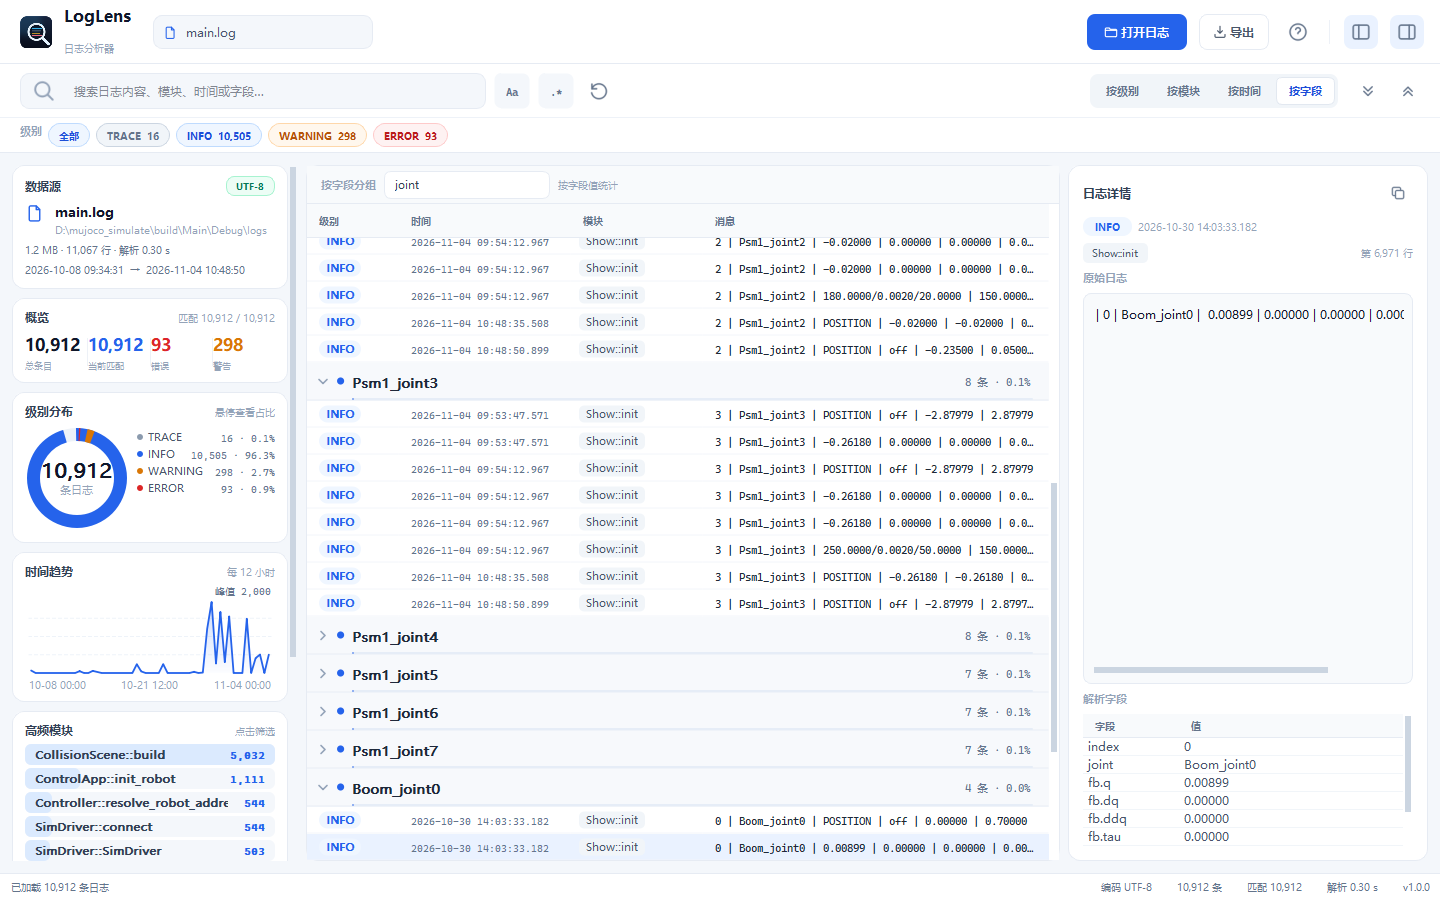 LogLens
日志分析器
main.log
打开日志
导出
搜索日志内容、模块、时间或字段...
Aa
.*
按级别
按模块
按时间
按字段
级别
全部
TRACE 16
INFO 10,505
WARNING 298
ERROR 93
数据源
UTF-8
main.log
D:\mujoco_simulate\build\Main\Debug\logs
1.2 MB · 11,067 行 · 解析 0.30 s
2026-10-08 09:34:31 → 2026-11-04 10:48:50
概览
匹配 10,912 / 10,912
10,912 10,912 93 298
总条目 当前匹配 错误 警告
级别分布
悬停查看占比
10,912
条日志
TRACE 16 · 0.1%
INFO 10,505 · 96.3%
WARNING 298 · 2.7%
ERROR 93 · 0.9%
时间趋势
每 12 小时
峰值 2,000
10-08 00:00 10-21 12:00 11-04 00:00
高频模块
点击筛选
CollisionScene::build 5,032
ControlApp::init_robot 1,111
Controller::resolve_robot_addre 544
SimDriver::connect 544
SimDriver::SimDriver 503
按字段分组 joint 按字段值统计
级别 时间 模块 消息
INFO 2026-11-04 09:54:12.967 Show::init 2 | Psm1_joint2 | −0.02000 | 0.00000 | 0.00000 | 0.0…
INFO 2026-11-04 09:54:12.967 Show::init 2 | Psm1_joint2 | −0.02000 | 0.00000 | 0.00000 | 0.0…
INFO 2026-11-04 09:54:12.967 Show::init 2 | Psm1_joint2 | 180.0000/0.0020/20.0000 | 150.0000…
INFO 2026-11-04 10:48:35.508 Show::init 2 | Psm1_joint2 | POSITION | −0.02000 | −0.02000 | 0…
INFO 2026-11-04 10:48:50.899 Show::init 2 | Psm1_joint2 | POSITION | off | −0.23500 | 0.0500…
Psm1_joint3 8 条 · 0.1%
INFO 2026-11-04 09:53:47.571 Show::init 3 | Psm1_joint3 | POSITION | off | −2.87979 | 2.87979
INFO 2026-11-04 09:53:47.571 Show::init 3 | Psm1_joint3 | −0.26180 | 0.00000 | 0.00000 | 0.0…
INFO 2026-11-04 09:54:12.967 Show::init 3 | Psm1_joint3 | POSITION | off | −2.87979 | 2.87979
INFO 2026-11-04 09:54:12.967 Show::init 3 | Psm1_joint3 | −0.26180 | 0.00000 | 0.00000 | 0.0…
INFO 2026-11-04 09:54:12.967 Show::init 3 | Psm1_joint3 | −0.26180 | 0.00000 | 0.00000 | 0.0…
INFO 2026-11-04 09:54:12.967 Show::init 3 | Psm1_joint3 | 250.0000/0.0020/50.0000 | 150.0000…
INFO 2026-11-04 10:48:35.508 Show::init 3 | Psm1_joint3 | POSITION | −0.26180 | −0.26180 | 0…
INFO 2026-11-04 10:48:50.899 Show::init 3 | Psm1_joint3 | POSITION | off | −2.87979 | 2.8797…
Psm1_joint4 8 条 · 0.1%
Psm1_joint5 7 条 · 0.1%
Psm1_joint6 7 条 · 0.1%
Psm1_joint7 7 条 · 0.1%
Boom_joint0 4 条 · 0.0%
INFO 2026-10-30 14:03:33.182 Show::init 0 | Boom_joint0 | POSITION | off | 0.00000 | 0.70000
INFO 2026-10-30 14:03:33.182 Show::init 0 | Boom_joint0 | 0.00899 | 0.00000 | 0.00000 | 0.00…
日志详情
INFO 2026-10-30 14:03:33.182
Show::init 第 6,971 行
原始日志
| 0 | Boom_joint0 | 0.00899 | 0.00000 | 0.00000 | 0.000
解析字段
字段 值
index 0
joint Boom_joint0
fb.q 0.00899
fb.dq 0.00000
fb.ddq 0.00000
fb.tau 0.00000
已加载 10,912 条日志
编码 UTF-8 10,912 条 匹配 10,912 解析 0.30 s v1.0.0